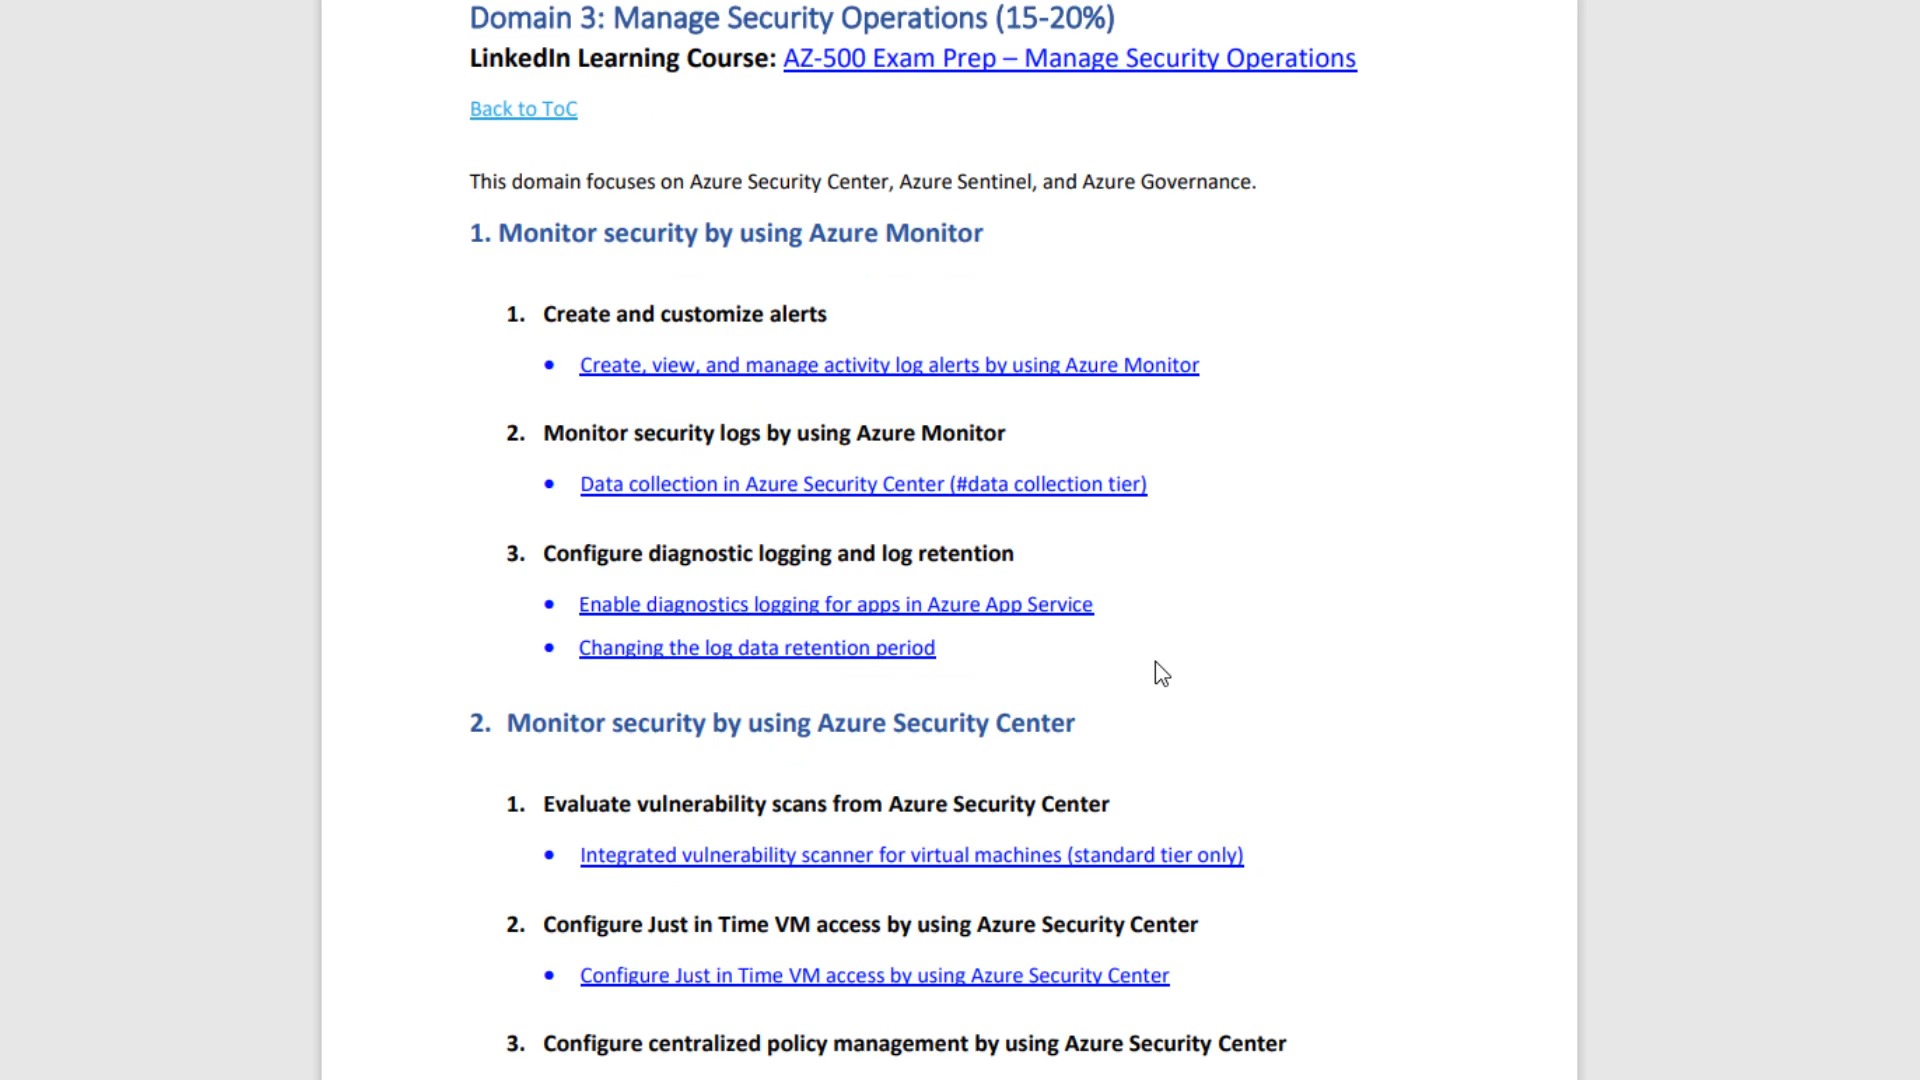 Domain 3: Manage Security Operations (15-20%)
LinkedIn Learning Course: AZ-500 Exam Prep – Manage Security Operations
Back to ToC
This domain focuses on Azure Security Center, Azure Sentinel, and Azure Governance.
1. Monitor security by using Azure Monitor
1. Create and customize alerts
• Create, view, and manage activity log alerts by using Azure Monitor
2. Monitor security logs by using Azure Monitor
• Data collection in Azure Security Center (#data collection tier)
3. Configure diagnostic logging and log retention
• Enable diagnostics logging for apps in Azure App Service
• Changing the log data retention period
2. Monitor security by using Azure Security Center
1. Evaluate vulnerability scans from Azure Security Center
• Integrated vulnerability scanner for virtual machines (standard tier only)
2. Configure Just in Time VM access by using Azure Security Center
• Configure Just in Time VM access by using Azure Security Center
3. Configure centralized policy management by using Azure Security Center